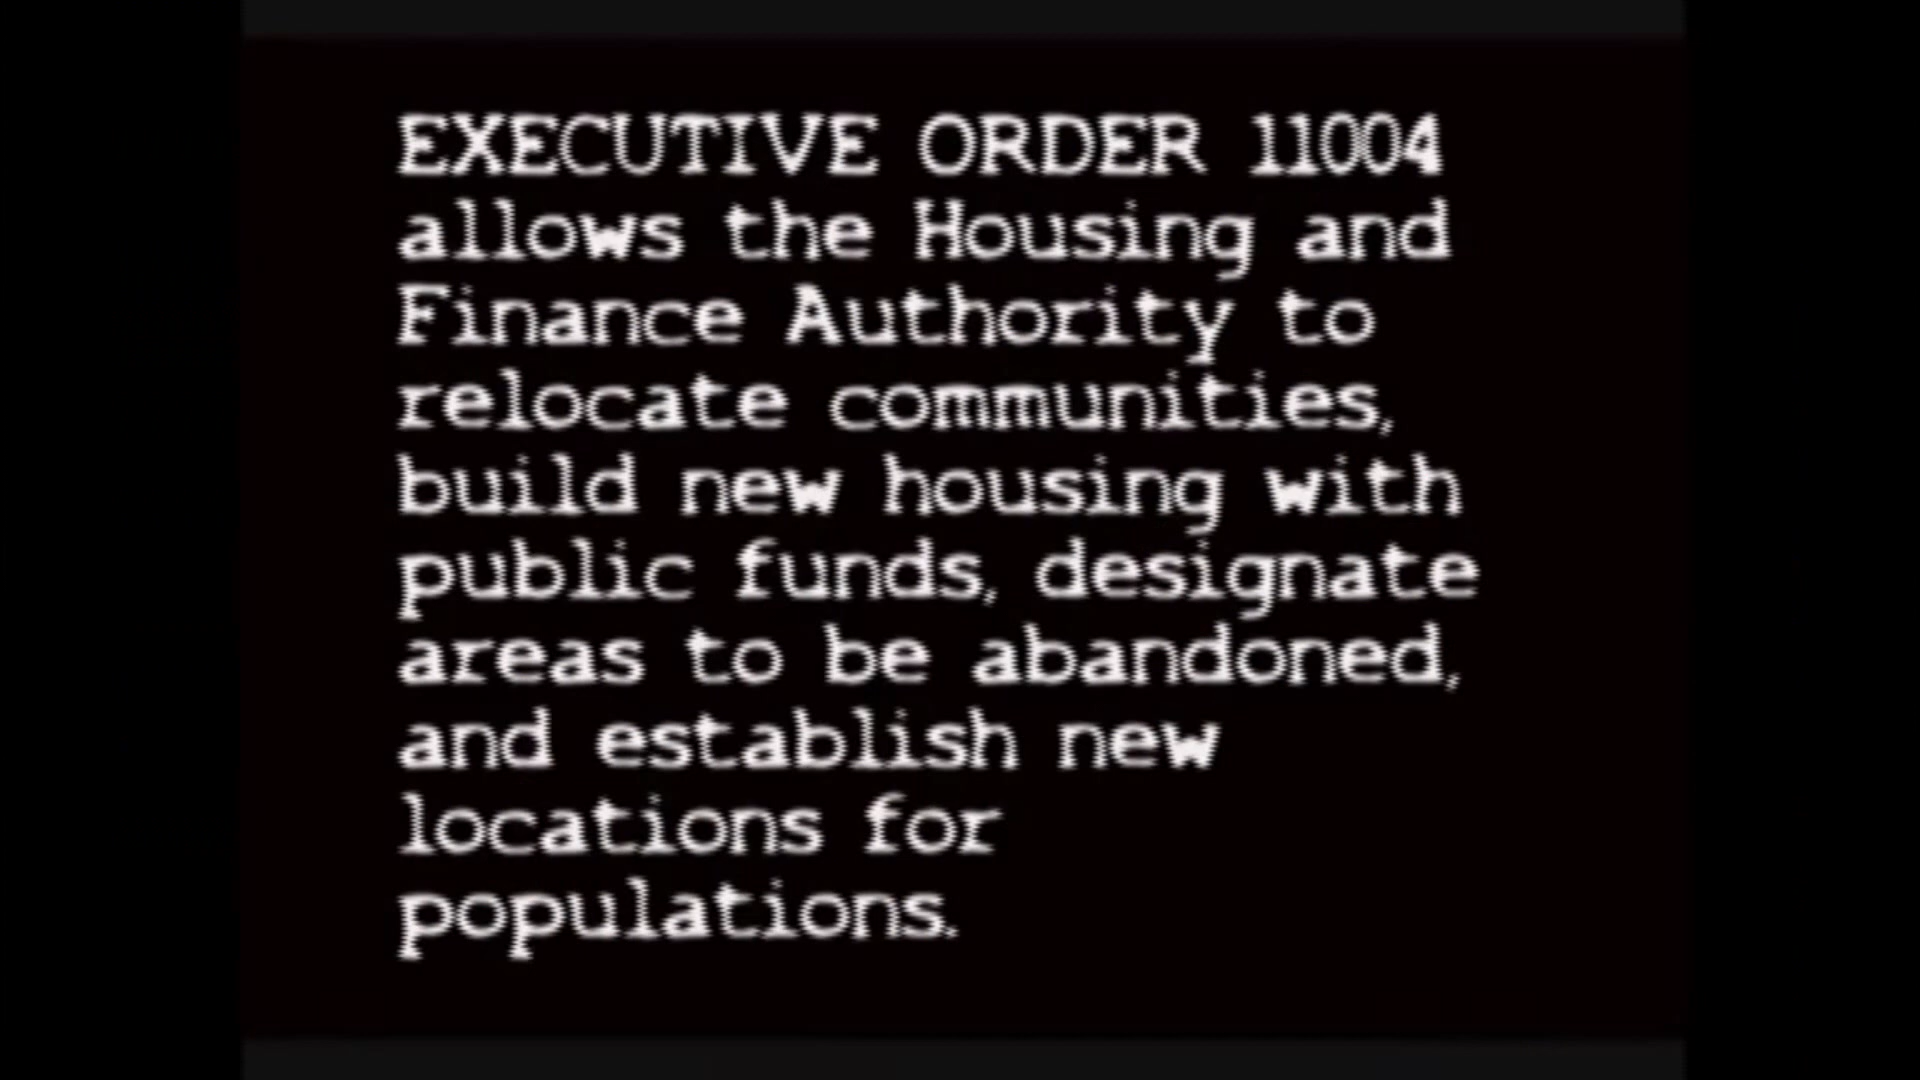 EXECUTIVE ORDER 11004
allows the Housing and
Finance Authority to
relocate communities,
build new housing with
public funds, designate
areas to be abandoned,
and establish new
locations for
populations.